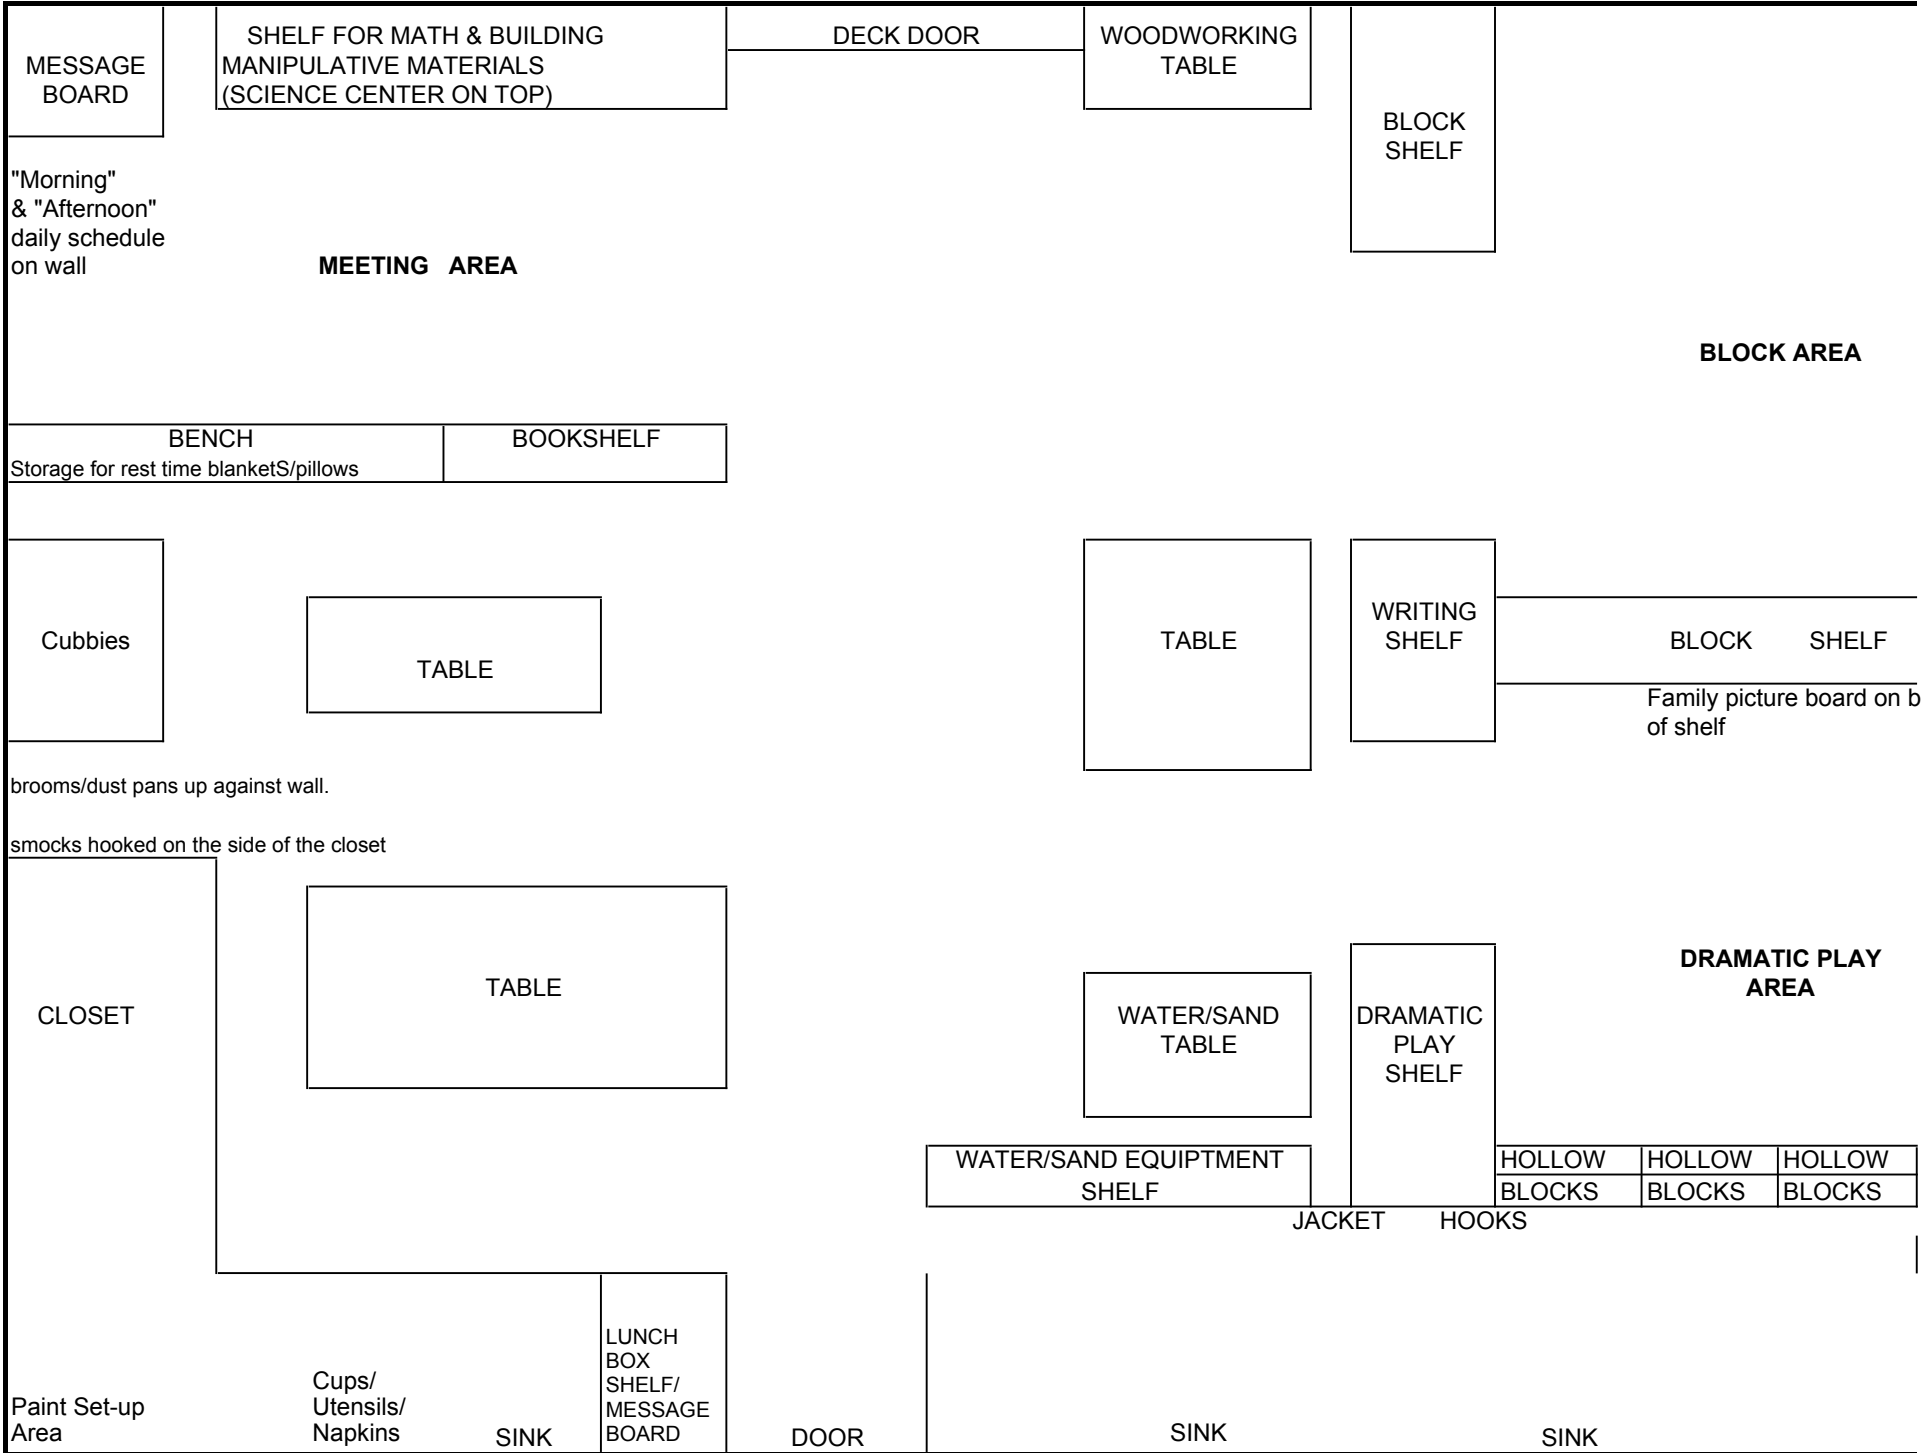 MESSAGE
BOARD
SHELF FOR MATH & BUILDING
MANIPULATIVE MATERIALS
(SCIENCE CENTER ON TOP)
DECK DOOR
WOODWORKING
TABLE
BLOCK
SHELF
"Morning"
& "Afternoon"
daily schedule
on wall
MEETING AREA
BLOCK AREA
BENCH
Storage for rest time blanketS/pillows
BOOKSHELF
Cubbies
TABLE
TABLE
WRITING
SHELF
BLOCK SHELF
Family picture board on b
of shelf
brooms/dust pans up against wall.
smocks hooked on the side of the closet
CLOSET
TABLE
WATER/SAND
TABLE
DRAMATIC
PLAY
SHELF
DRAMATIC PLAY
AREA
WATER/SAND EQUIPTMENT
SHELF
HOLLOW
BLOCKS
HOLLOW
BLOCKS
HOLLOW
BLOCKS
JACKET HOOKS
Paint Set-up
Area
Cups/
Utensils/
Napkins
SINK
LUNCH
BOX
SHELF/
MESSAGE
BOARD
DOOR
SINK
SINK